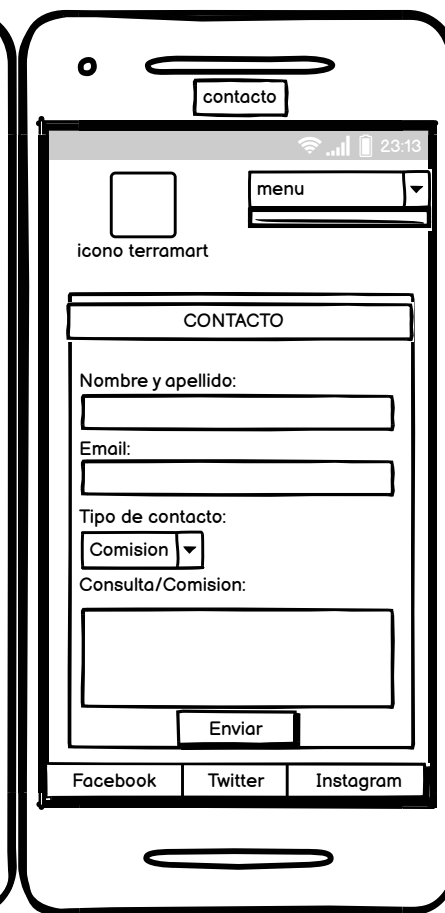 contacto
23:13
menu
icono terramart
CONTACTO
Nombre y apellido:
Email:
Tipo de contacto:
Comision
Consulta/Comision:
Enviar
Facebook Twitter Instagram